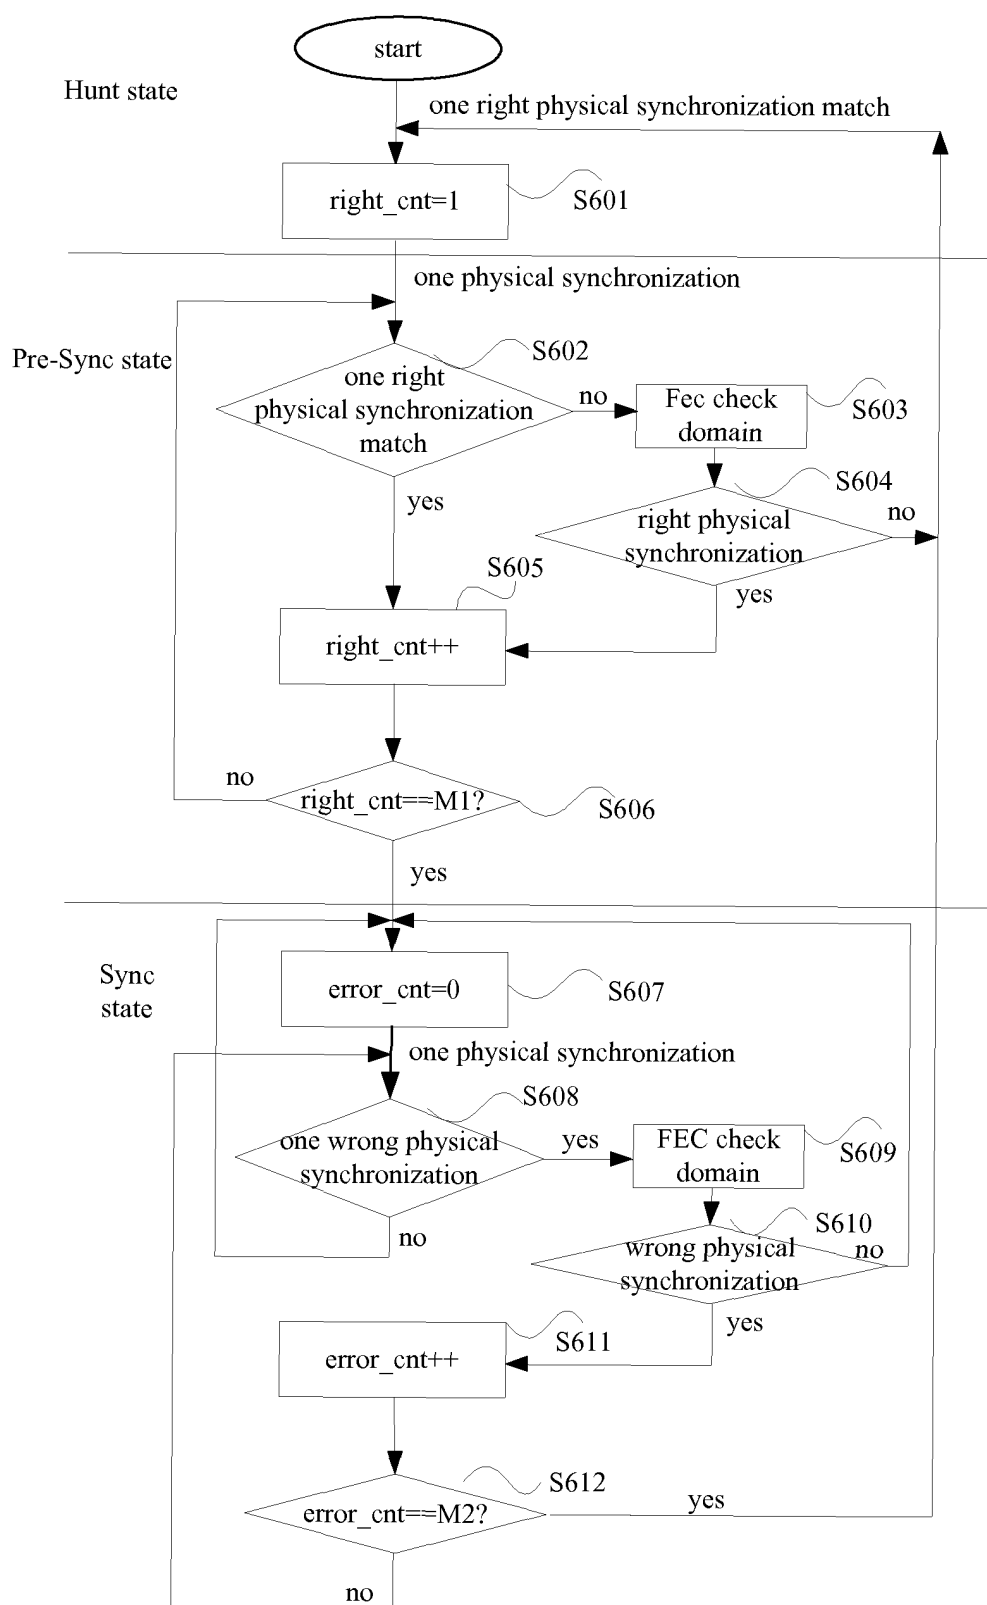 start
Hunt state
one right physical synchronization match
right_cnt=1
S601
one physical synchronization
Pre-Sync state
S602
one right
physical synchronization
match
no
Fec check
domain
S603
yes
S604
right physical
synchronization
no
yes
S605
right_cnt++
no
right_cnt==M1?
S606
yes
Sync
state
error_cnt=0
S607
one physical synchronization
S608
one wrong physical
synchronization
yes
FEC check
domain
S609
no
S610
wrong physical
synchronization
no
yes
S611
error_cnt++
S612
error_cnt==M2?
yes
no